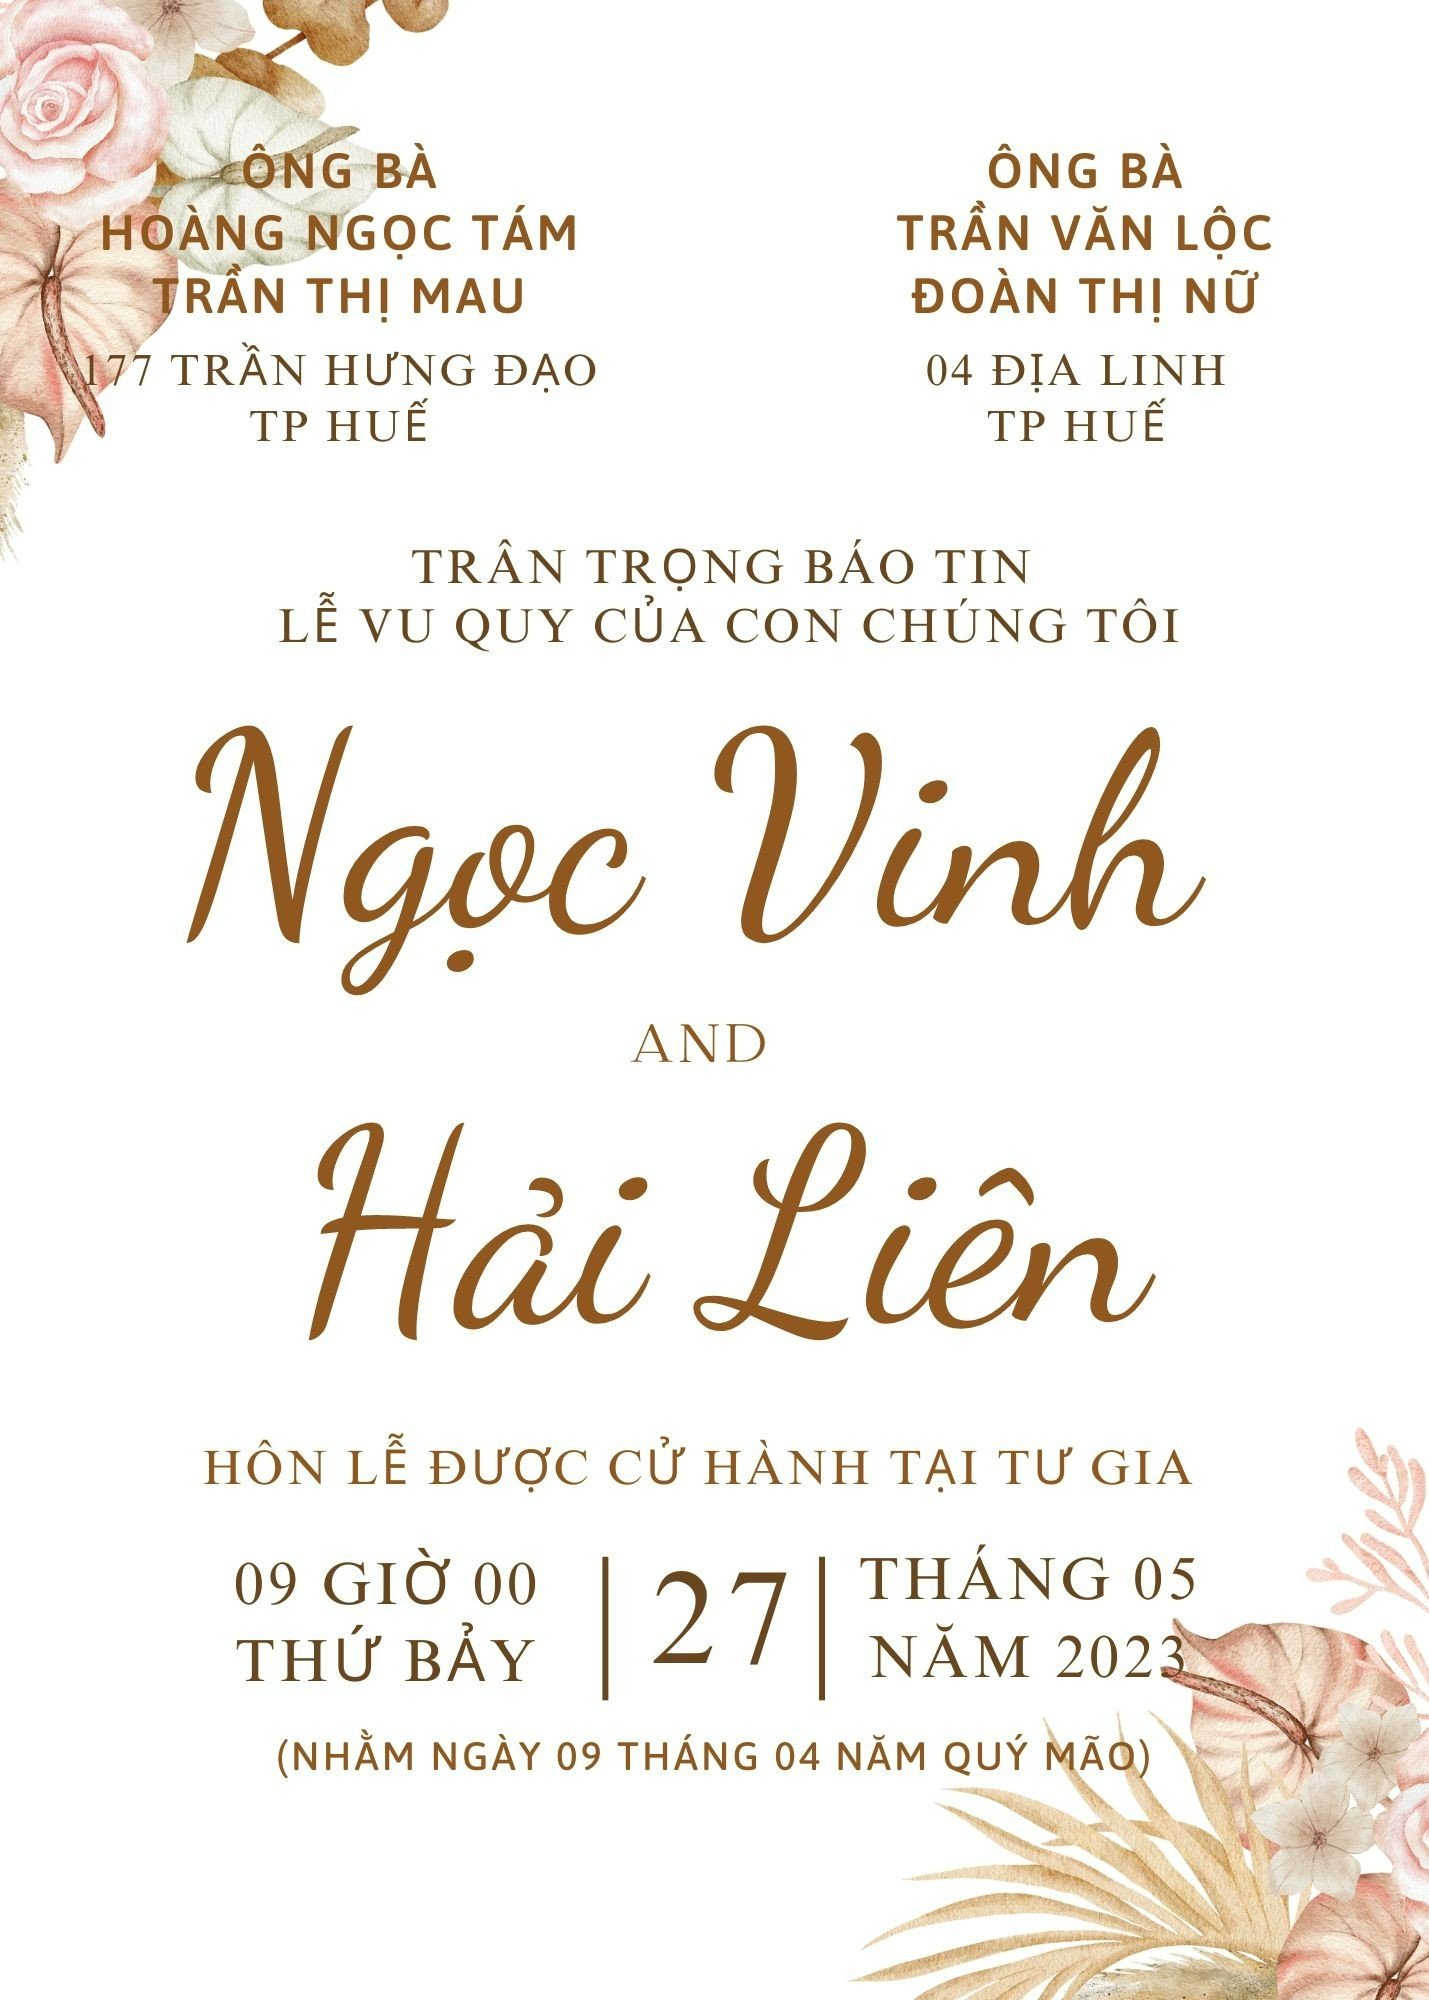 ÔNG BÀ
HOÀNG NGỌC TÁM
TRẦN THỊ MAU
177 TRẦN HƯNG ĐẠO
TP HUẾ
ÔNG BÀ
TRẦN VĂN LỘC
ĐOÀN THỊ NỮ
04 ĐỊA LINH
TP HUẾ
TRÂN TRỌNG BÁO TIN
LỄ VU QUY CỦA CON CHÚNG TÔI
Ngọc Vinh
AND
Hải Liên
HÔN LỄ ĐƯỢC CỬ HÀNH TẠI TƯ GIA
09 GIỜ 00
THỨ BẢY
27
THÁNG 05
NĂM 2023
(NHẰM NGÀY 09 THÁNG 04 NĂM QUÝ MÃO)